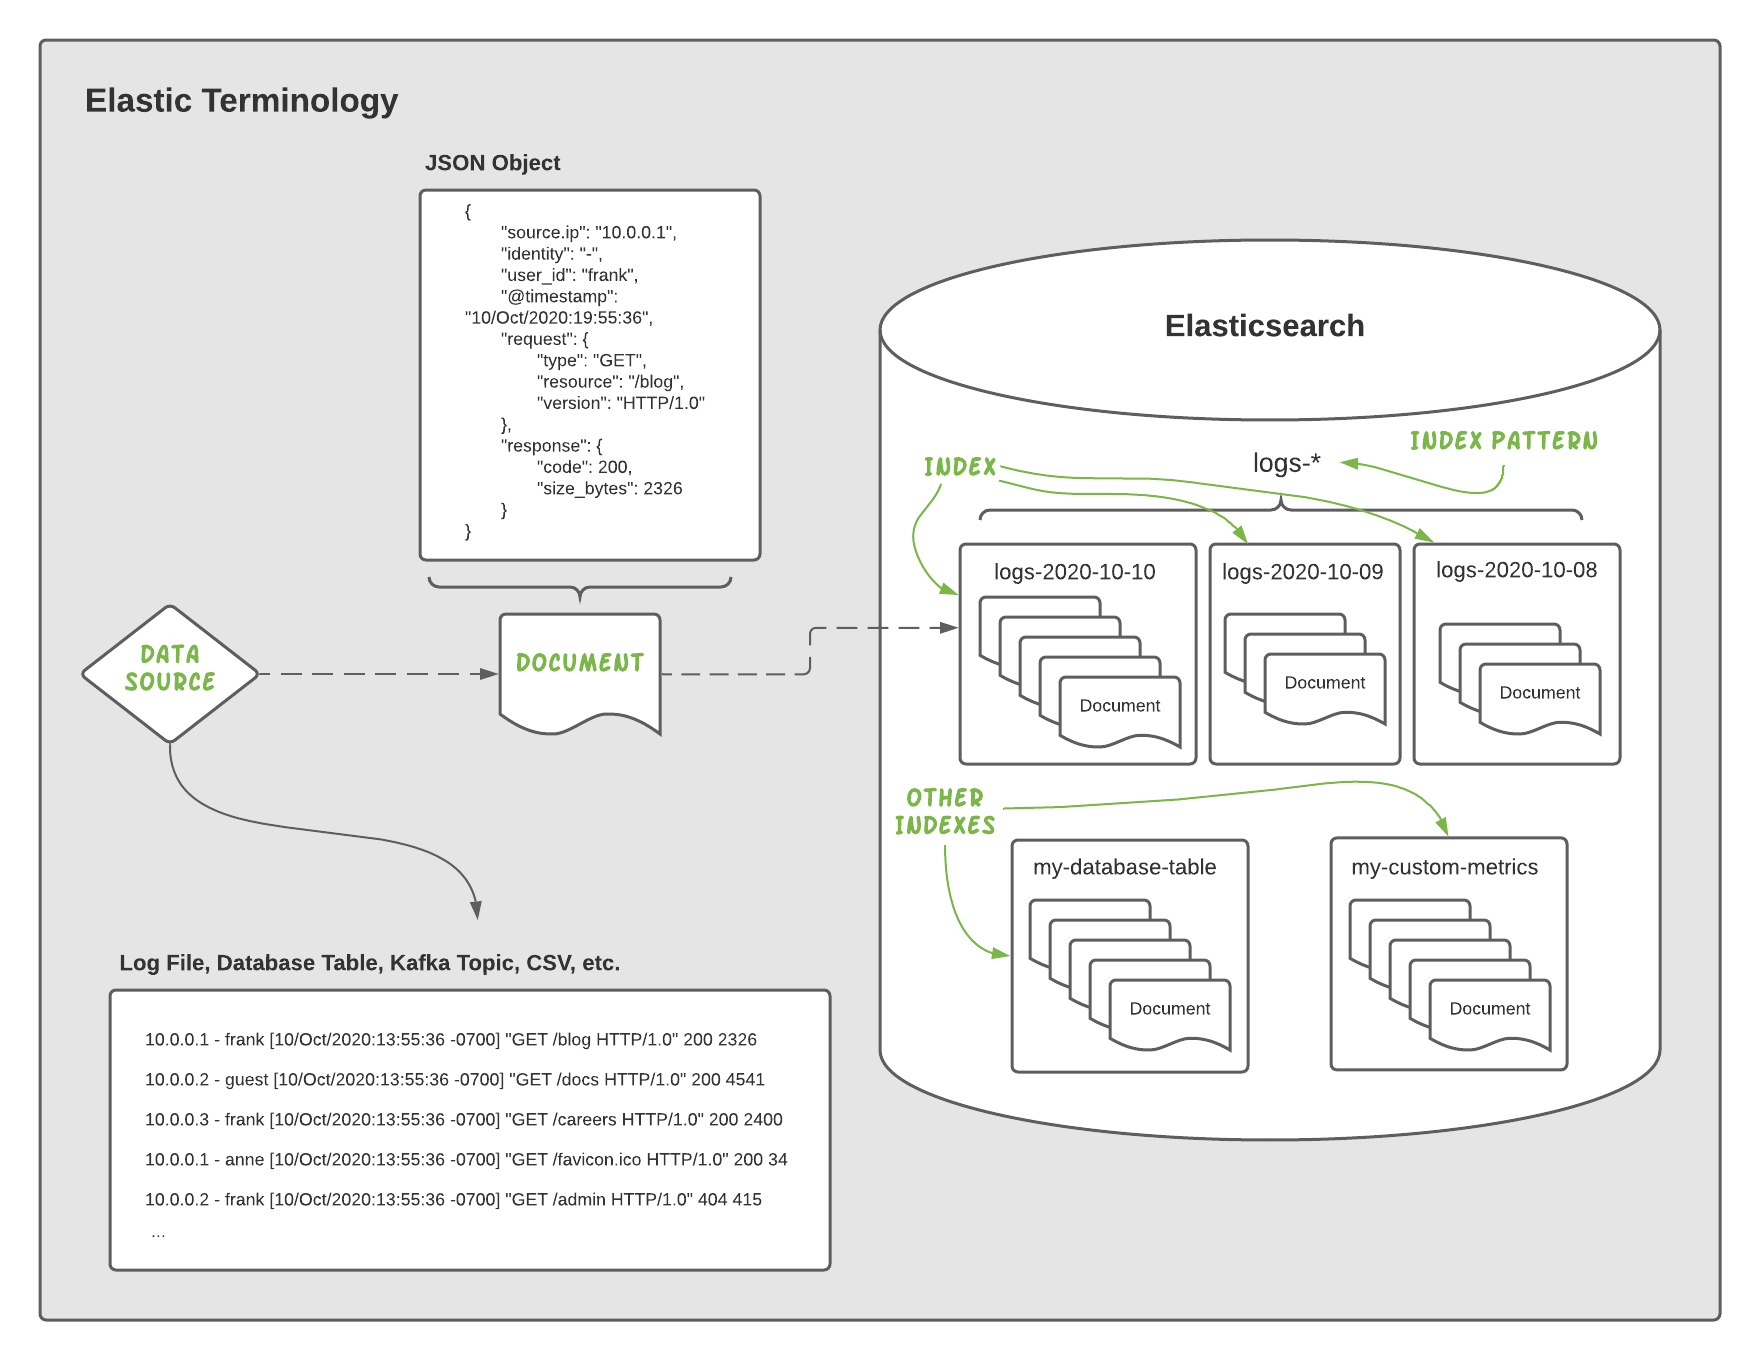 Elastic Terminology
JSON Object
{
"source.ip": "10.0.0.1",
"identity": "-",
"user_id": "frank",
"@timestamp":
"10/Oct/2020:19:55:36",
"request": {
"type": "GET",
"resource": "/blog",
"version": "HTTP/1.0"
},
"response": {
"code": 200,
"size_bytes": 2326
}
}
DATA
SOURCE
DOCUMENT
Log File, Database Table, Kafka Topic, CSV, etc.
10.0.0.1 - frank [10/Oct/2020:13:55:36 -0700] "GET /blog HTTP/1.0" 200 2326
10.0.0.2 - guest [10/Oct/2020:13:55:36 -0700] "GET /docs HTTP/1.0" 200 4541
10.0.0.3 - frank [10/Oct/2020:13:55:36 -0700] "GET /careers HTTP/1.0" 200 2400
10.0.0.1 - anne [10/Oct/2020:13:55:36 -0700] "GET /favicon.ico HTTP/1.0" 200 34
10.0.0.2 - frank [10/Oct/2020:13:55:36 -0700] "GET /admin HTTP/1.0" 404 415
...
Elasticsearch
INDEX PATTERN
INDEX
logs-*
logs-2020-10-10
Document
logs-2020-10-09
Document
logs-2020-10-08
Document
OTHER
INDEXES
my-database-table
Document
my-custom-metrics
Document